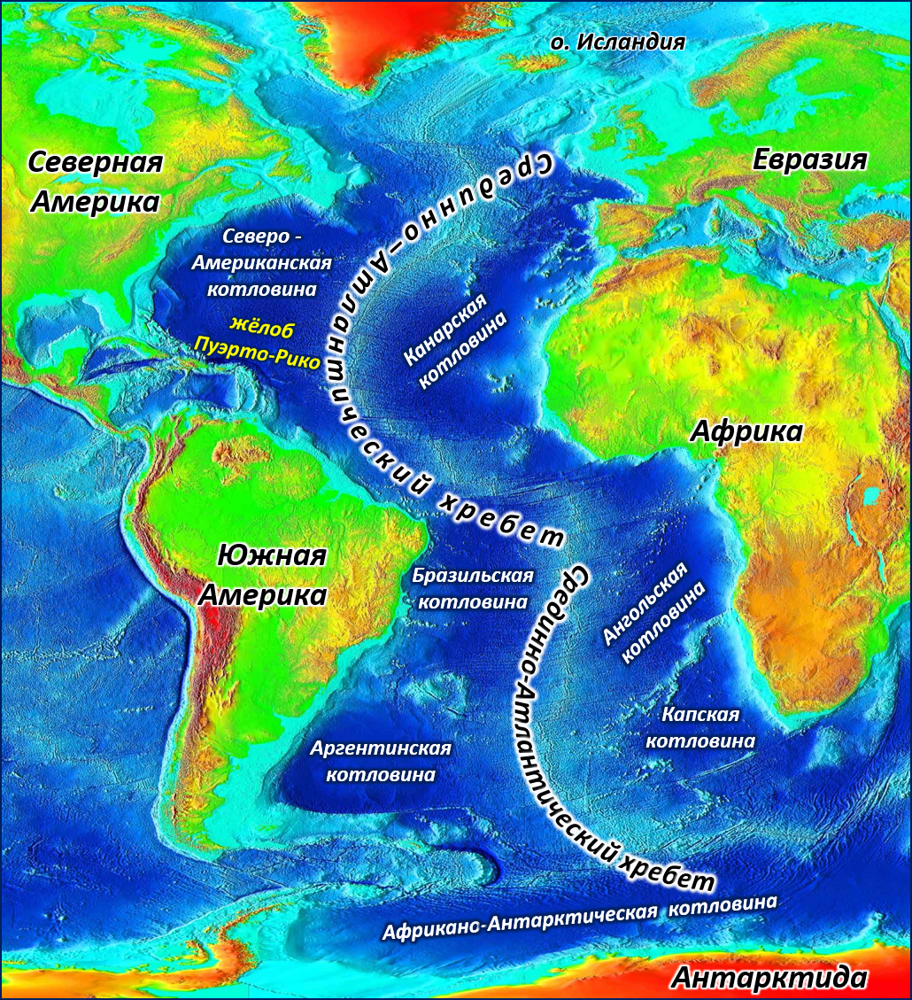 о. Исландия
Северная
Америка
Евразия
Срединно-Атлантический хребет
Северо -
Американская
котловина
жёлоб
Пуэрто-Рико
Канарская
котловина
Африка
Южная
Америка
Бразильская
котловина
Срединно-Атлантический хребет
Ангольская
котловина
Капская
котловина
Аргентинская
котловина
Африкано-Антарктическая котловина
Антарктида